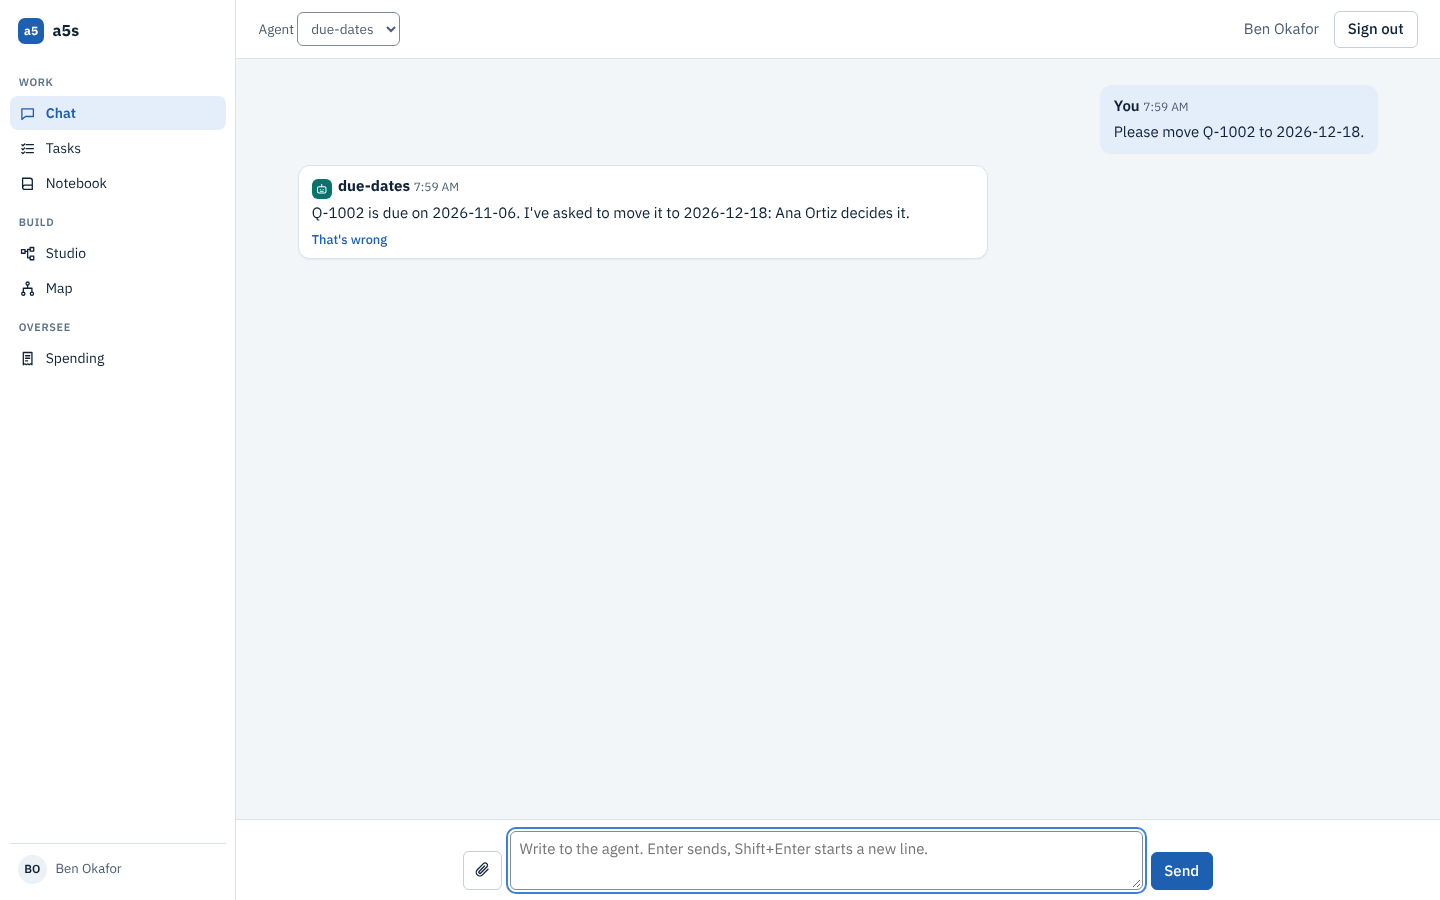 a5 a5s
WORK
Chat
Tasks
Notebook
BUILD
Studio
Map
OVERSEE
Spending
BO Ben Okafor
Agent due-dates
Ben Okafor
Sign out
You 7:59 AM
Please move Q-1002 to 2026-12-18.
due-dates 7:59 AM
Q-1002 is due on 2026-11-06. I've asked to move it to 2026-12-18: Ana Ortiz decides it.
That's wrong
Write to the agent. Enter sends, Shift+Enter starts a new line.
Send